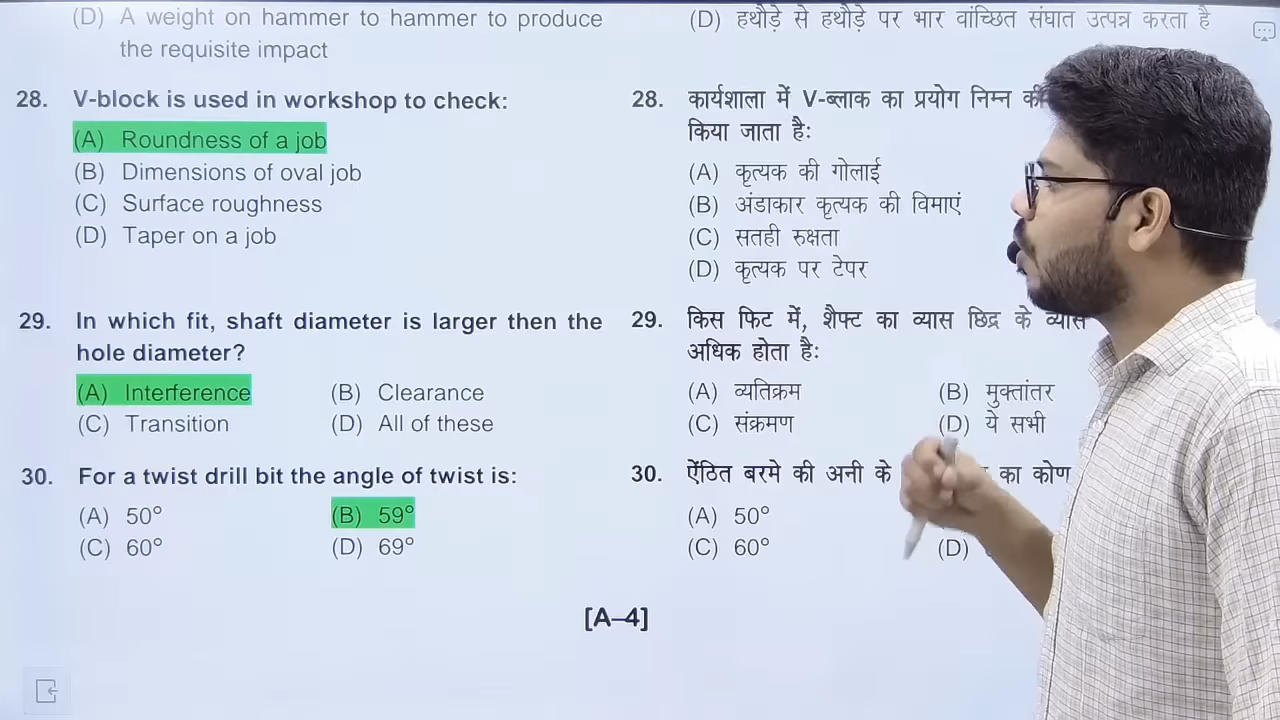 (D) A weight on hammer to hammer to produce
the requisite impact
28. V-block is used in workshop to check:
(A) Roundness of a job
(B) Dimensions of oval job
(C) Surface roughness
(D) Taper on a job
29. In which fit, shaft diameter is larger then the
hole diameter?
(A) Interference (B) Clearance
(C) Transition (D) All of these
30. For a twist drill bit the angle of twist is:
(A) 50° (B) 59°
(C) 60° (D) 69°
(D) हथौड़े से हथौड़े पर भार वांच्छित संघात उत्पन्न करता है
28. कार्यशाला में V-ब्लाक का प्रयोग निम्न की
किया जाता है:
(A) कृत्यक की गोलाई
(B) अंडाकार कृत्यक की विमाएं
(C) सतही रुक्षता
(D) कृत्यक पर टेपर
29. किस फिट में, शैफ्ट का व्यास छिद्र के व्यास
अधिक होता है:
(A) व्यतिक्रम (B) मुक्तांतर
(C) संक्रमण (D) ये सभी
30. ऐंठित बरमे की अनी के का कोण
(A) 50°
(C) 60° (D)
[A–4]